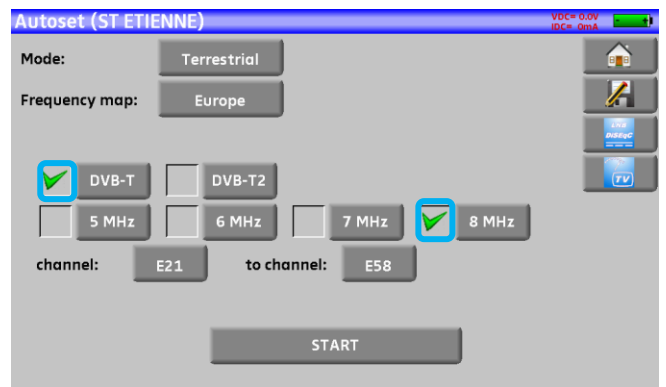 Autoset (ST ETIENNE)
VDC= 0.0V
IDC= 0mA
Mode:
Terrestrial
Frequency map:
Europe
DiSEqC
TV
DVB-T
DVB-T2
5 MHz
6 MHz
7 MHz
8 MHz
channel:
E21
to channel:
E58
START